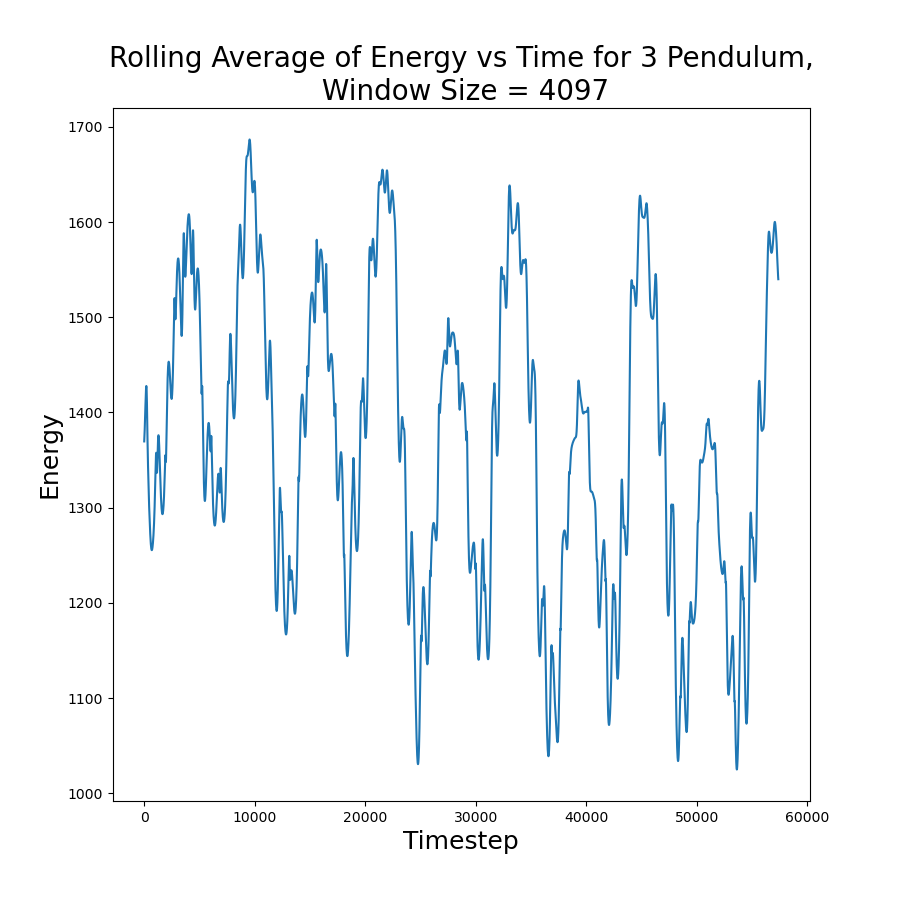 Rolling Average of Energy vs Time for 3 Pendulum,
Window Size = 4097
1700
1600
1500
1400
1300
1200
1100
1000
Energy
0 10000 20000 30000 40000 50000 60000
Timestep